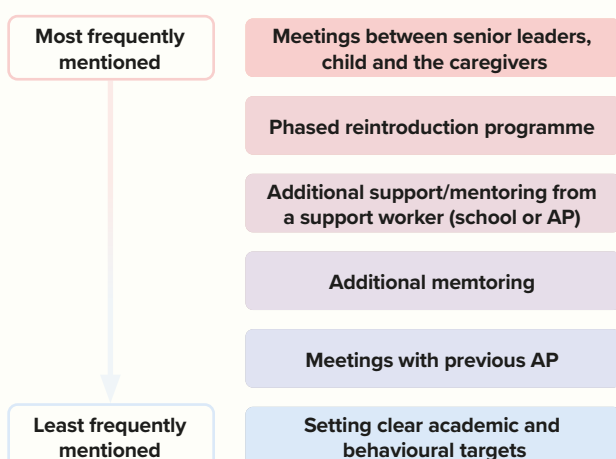 Most frequently
mentioned
Meetings between senior leaders,
child and the caregivers
Phased reintroduction programme
Additional support/mentoring from
a support worker (school or AP)
Additional memtoring
Meetings with previous AP
Least frequently
mentioned
Setting clear academic and
behavioural targets